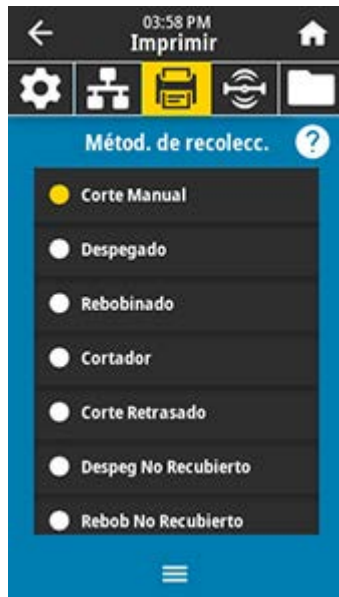 03:58 PM
Imprimir
Métod. de recolecc.
?
Corte Manual
Despegado
Rebobinado
Cortador
Corte Retrasado
Despeg No Recubierto
Rebob No Recubierto